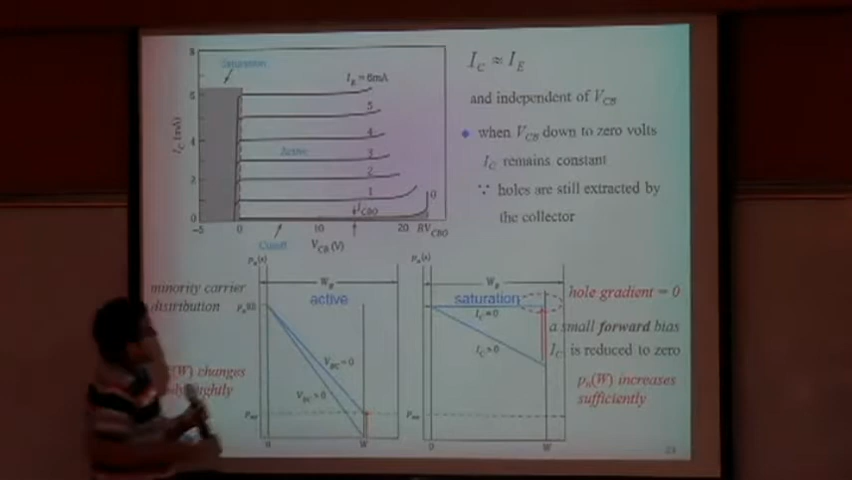 8
6
4
2
0
I_C (mA)
Saturation
I_E = 6mA
5
4
3
2
1
0
Active
I_CBO
-5 0 10 20 BV_CBO
Cutoff
V_CB (V)
I_C ≈ I_E
and independent of V_CB
when V_CB down to zero volts
I_C remains constant
∵ holes are still extracted by
the collector
minority carrier
distribution
(W) changes
active
V_BC = 0
0 W
saturation
I_C = 0
I_C > 0
0 W
hole gradient = 0
a small forward bias
I_C is reduced to zero
p_n(W) increases
sufficiently